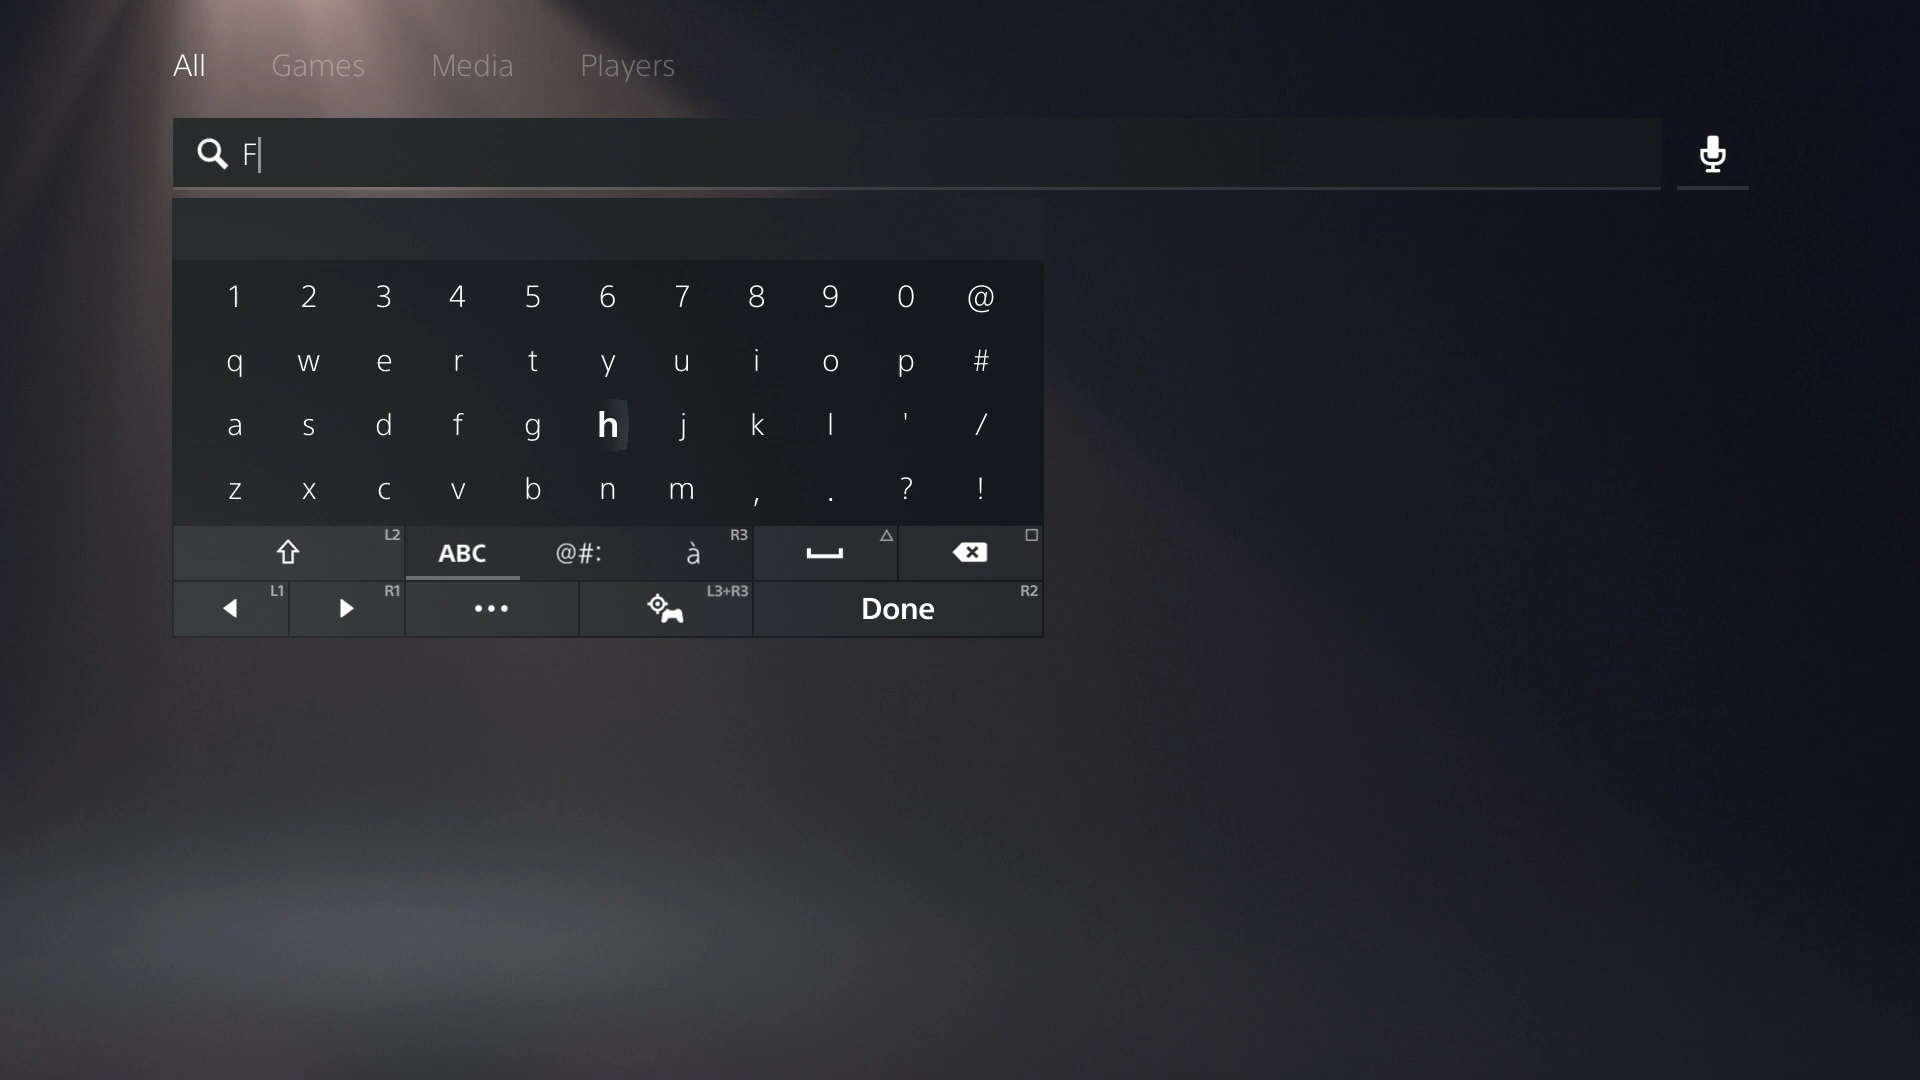 All Games Media Players
F
1 2 3 4 5 6 7 8 9 0 @
q w e r t y u i o p #
a s d f g h j k l ' /
z x c v b n m , . ? !
L2 ABC @#: à R3
L1 R1 ... L3+R3 Done R2